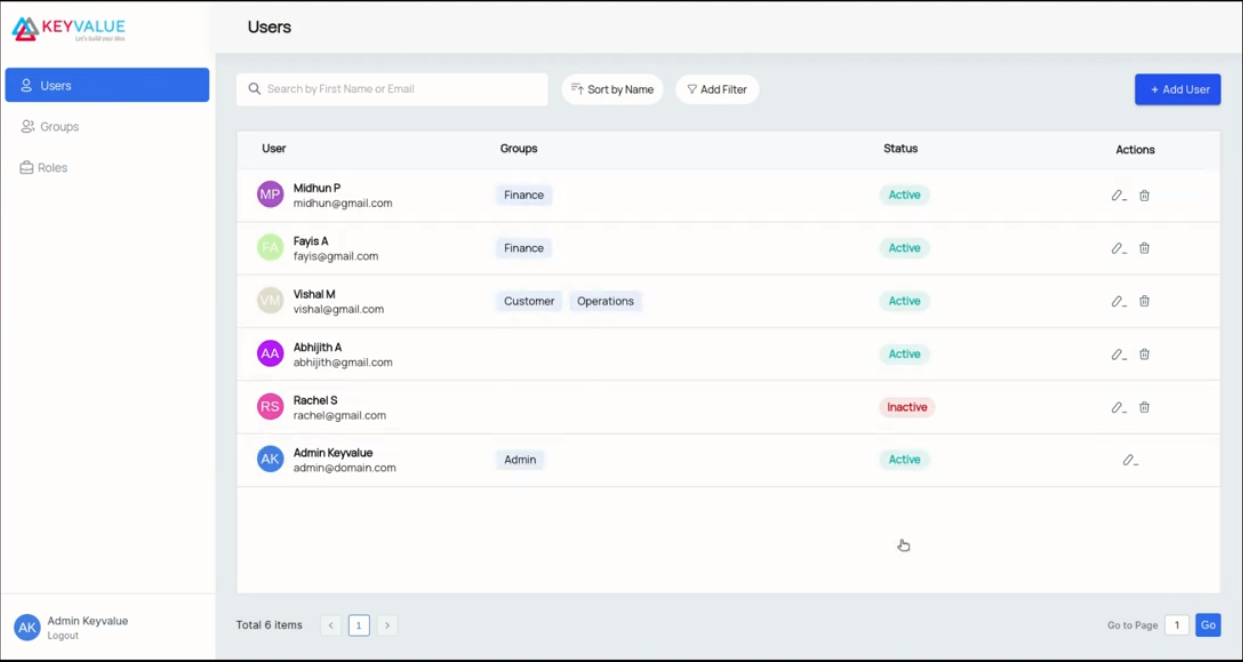 KEYVALUE
Let's build your idea
Users
Users
Groups
Roles
Search by First Name or Email
Sort by Name
Add Filter
+ Add User
User Groups Status Actions
MP Midhun P Finance Active
midhun@gmail.com
FA Fayis A Finance Active
fayis@gmail.com
VM Vishal M Customer Operations Active
vishal@gmail.com
AA Abhijith A Active
abhijith@gmail.com
RS Rachel S Inactive
rachel@gmail.com
AK Admin Keyvalue Admin Active
admin@domain.com
Total 6 items < 1 > Go to Page 1 Go
AK Admin Keyvalue
Logout